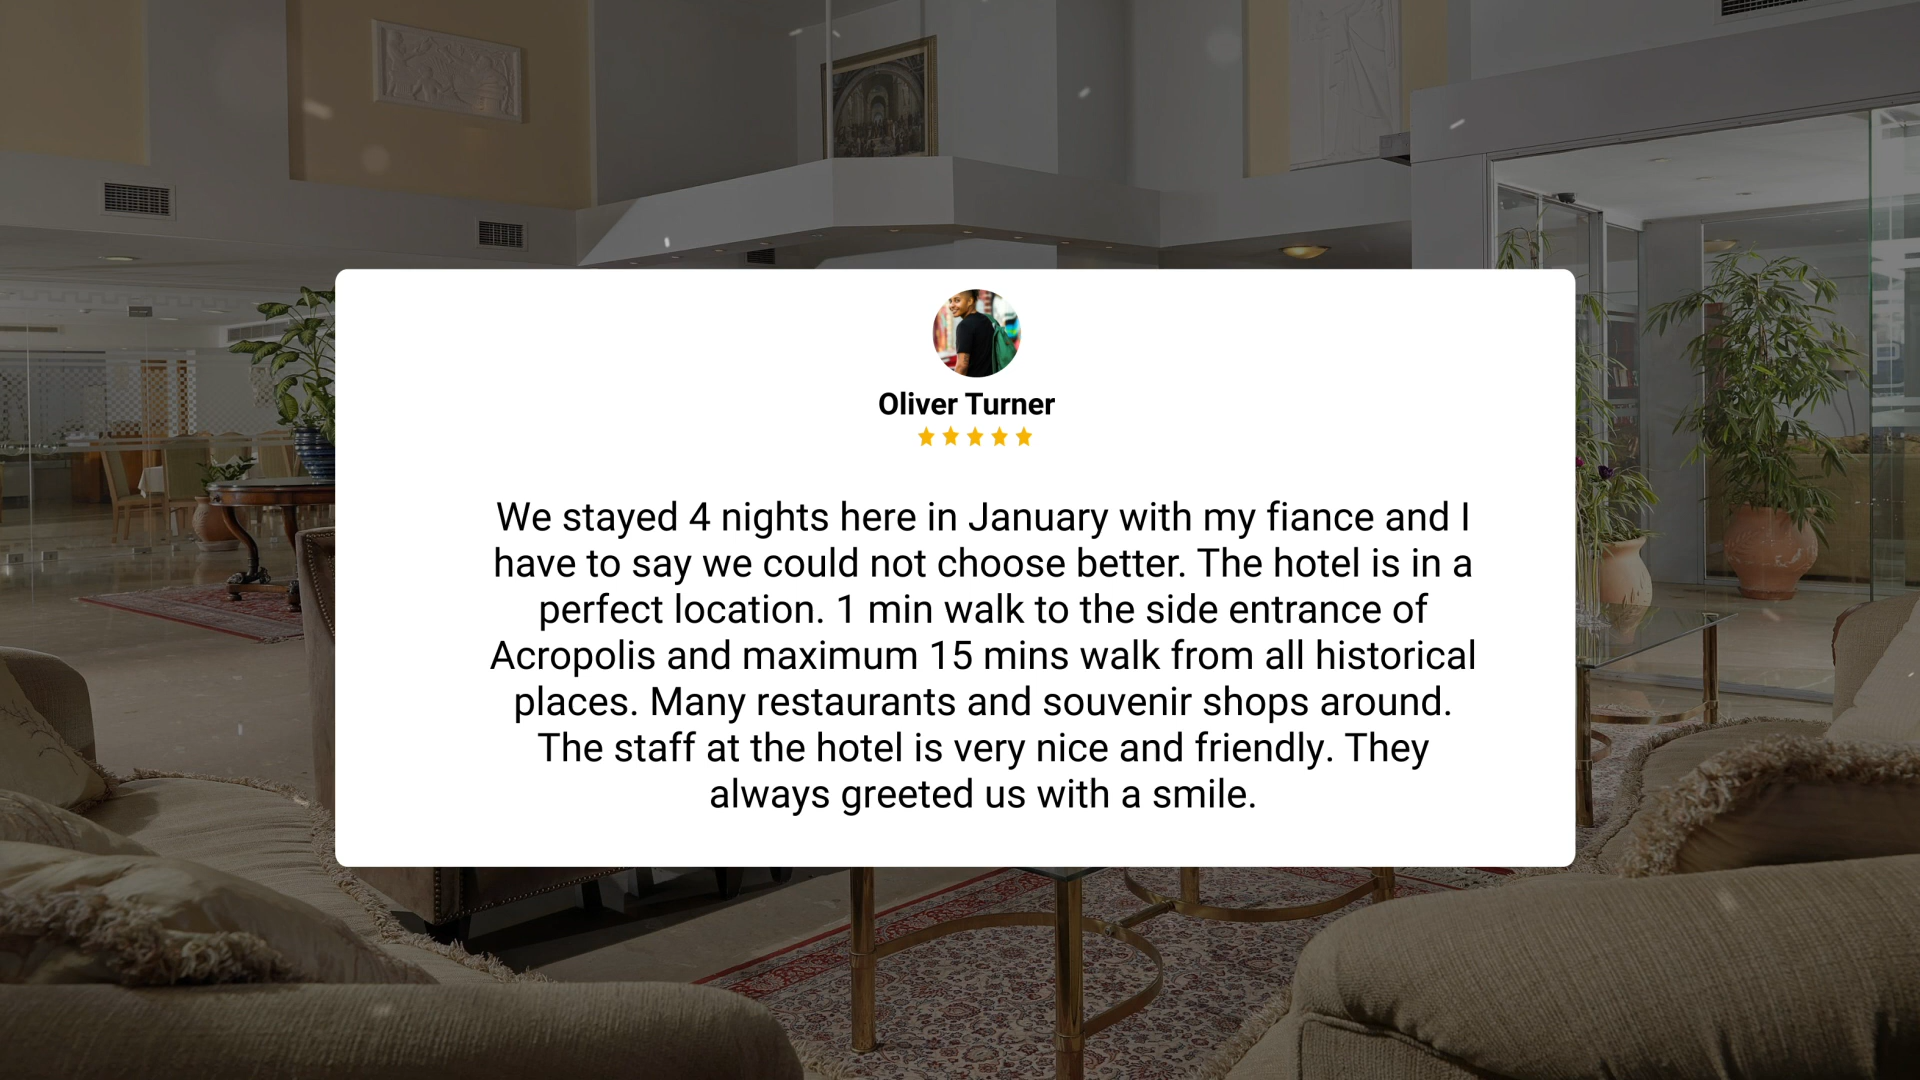 Oliver Turner
We stayed 4 nights here in January with my fiance and I
have to say we could not choose better. The hotel is in a
perfect location. 1 min walk to the side entrance of
Acropolis and maximum 15 mins walk from all historical
places. Many restaurants and souvenir shops around.
The staff at the hotel is very nice and friendly. They
always greeted us with a smile.